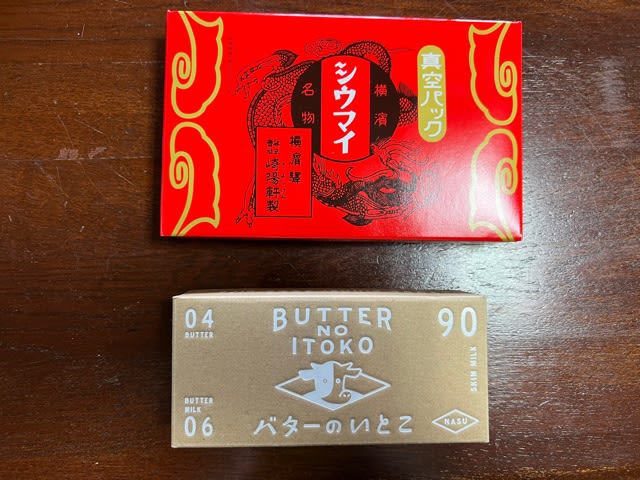 真空パック
横濱
シウマイ
名物
横濱驛
崎陽軒製
04
BUTTER
BUTTER
NO
ITOKO
90
SKIM MILK
BUTTER
MILK
06
バターのいとこ
NASU